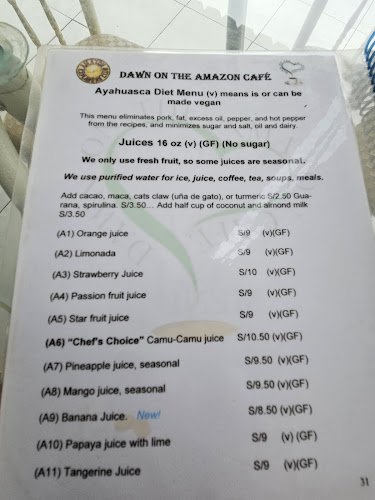 DAWN ON THE AMAZON CAFÉ
Ayahuasca Diet Menu (v) means is or can be
made vegan
This menu eliminates pork, fat, excess oil, pepper, and hot pepper
from the recipes, and minimizes sugar and salt, oil and dairy.
Juices 16 oz (v) (GF) (No sugar)
We only use fresh fruit, so some juices are seasonal.
We use purified water for ice, juice, coffee, tea, soups, meals.
Add cacao, maca, cats claw (uña de gato), or turmeric S/2.50 Gua-
rana, spirulina. S/3.50... Add half cup of coconut and almond milk
S/3.50
(A1) Orange juice S/9 (v)(GF)
(A2) Limonada S/9 (v)(GF)
(A3) Strawberry Juice S/10 (v)(GF)
(A4) Passion fruit juice S/9 (v)(GF)
(A5) Star fruit juice S/9 (v)(GF)
(A6) "Chef's Choice" Camu-Camu juice S/10.50 (v)(GF)
(A7) Pineapple juice, seasonal S/9.50 (v)(GF)
(A8) Mango juice, seasonal S/9.50 (v)(GF)
(A9) Banana Juice. New! S/8.50 (v)(GF)
(A10) Papaya juice with lime S/9 (v) (GF)
(A11) Tangerine Juice S/9 (v)(GF)
31